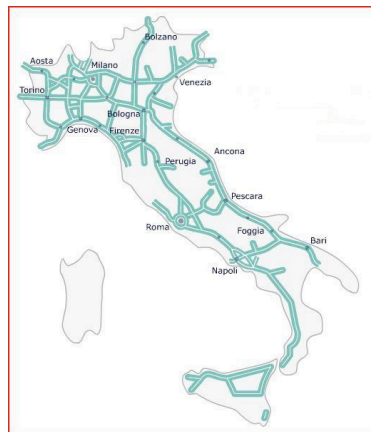 Bolzano
Aosta
Milano
Venezia
Torino
Bologna
Genova
Firenze
Perugia
Ancona
Pescara
Roma
Foggia
Bari
Napoli